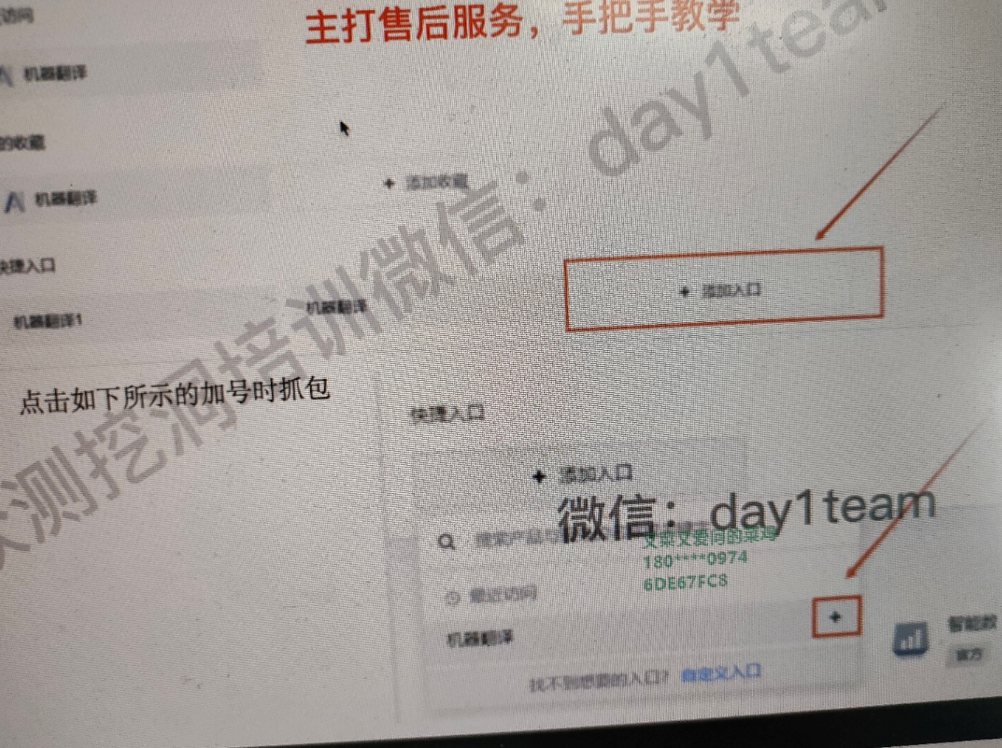 主打售后服务，手把手教学
访问
机器翻译
的收藏
机器翻译
+ 添加收藏
快捷入口
+ 添加入口
机器翻译1
机器翻译
众测挖洞培训微信：day1team
点击如下所示的加号时抓包
快捷入口
+ 添加入口
微信：day1team
搜索产品
又菜又爱问的菜鸡
180****0974
6DE67FC8
最近访问
机器翻译
+
智能数
官方
找不到想要的入口？ 自定义入口